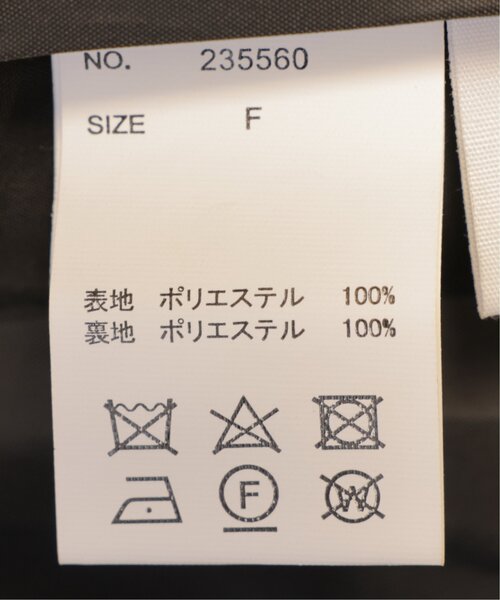 NO. 235560
SIZE F
表地 ポリエステル 100%
裏地 ポリエステル 100%
F
W